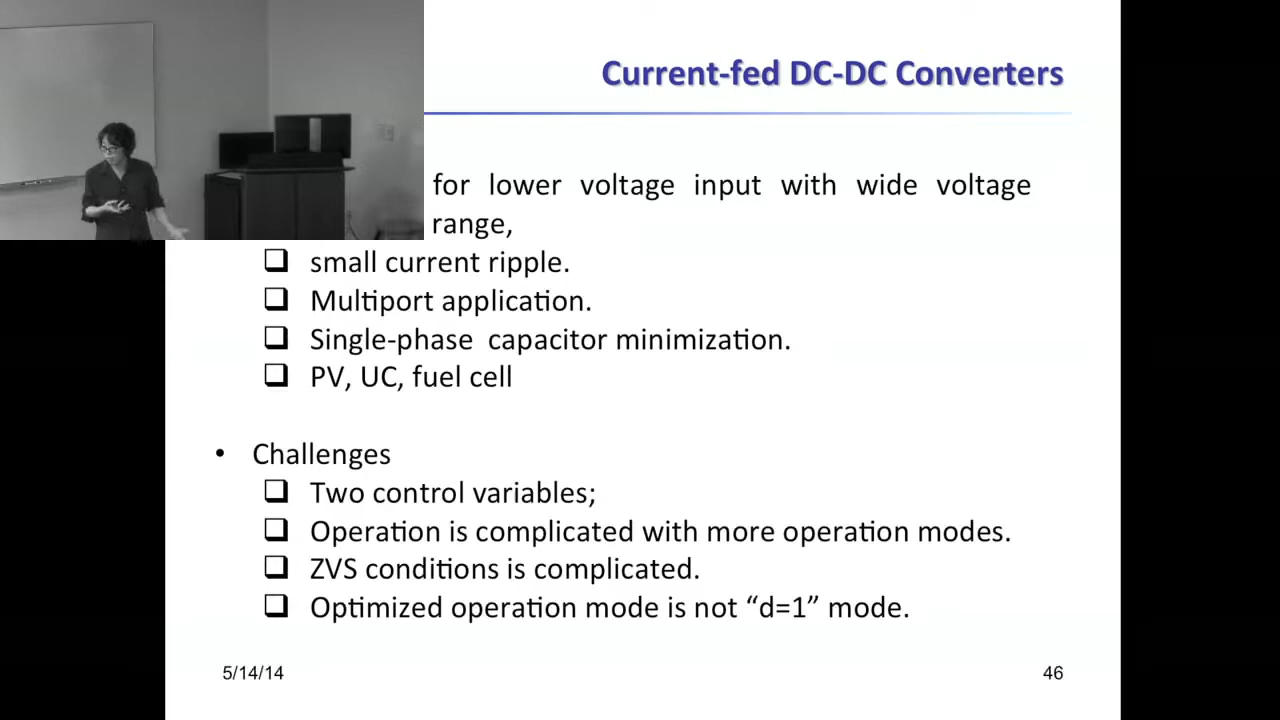 Current-fed DC-DC Converters
for lower voltage input with wide voltage
range,
❑ small current ripple.
❑ Multiport application.
❑ Single-phase capacitor minimization.
❑ PV, UC, fuel cell
• Challenges
❑ Two control variables;
❑ Operation is complicated with more operation modes.
❑ ZVS conditions is complicated.
❑ Optimized operation mode is not “d=1” mode.
5/14/14
46